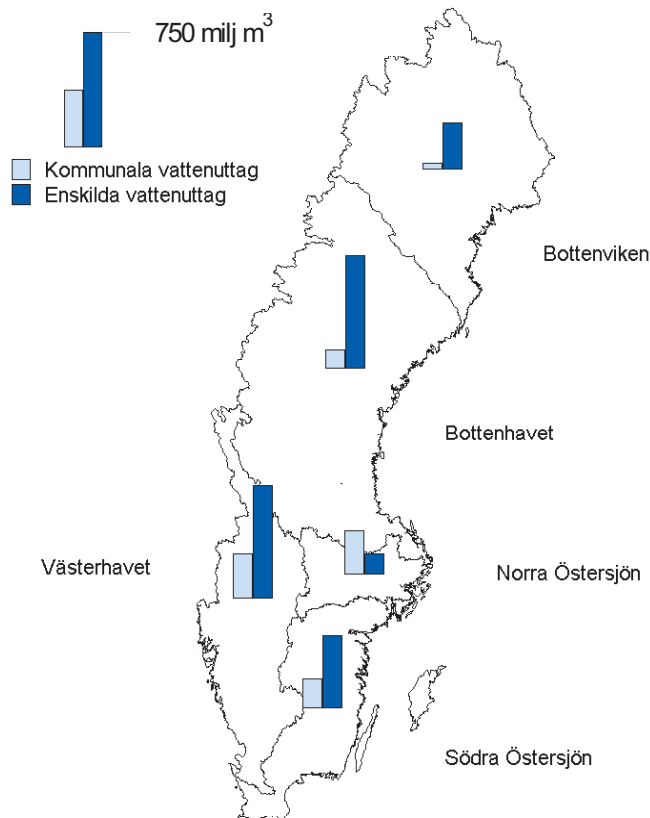 750 milj m³
Kommunala vattenuttag
Enskilda vattenuttag
Bottenviken
Bottenhavet
Västerhavet
Norra Östersjön
Södra Östersjön